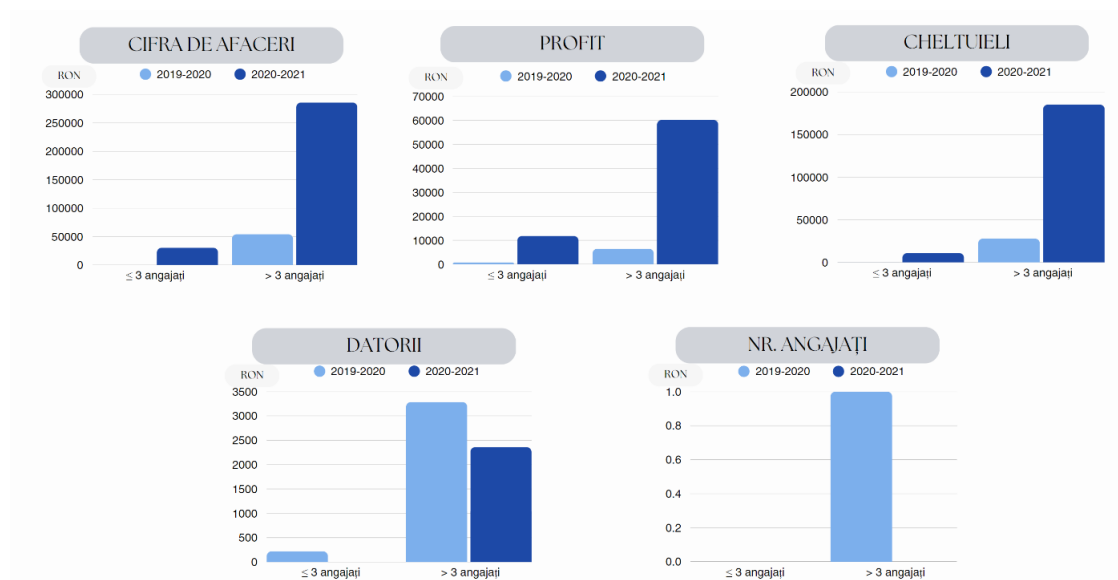 CIFRA DE AFACERI
RON
2019-2020
2020-2021
300000
250000
200000
150000
100000
50000
0
≤ 3 angajați
> 3 angajați
PROFIT
RON
2019-2020
2020-2021
70000
60000
50000
40000
30000
20000
10000
0
≤ 3 angajați
> 3 angajați
CHELTUIELI
RON
2019-2020
2020-2021
200000
150000
100000
50000
0
≤ 3 angajați
> 3 angajați
DATORII
RON
2019-2020
2020-2021
3500
3000
2500
2000
1500
1000
500
0
≤ 3 angajați
> 3 angajați
NR. ANGAJAȚI
RON
2019-2020
2020-2021
1.0
0.8
0.6
0.4
0.2
0.0
≤ 3 angajați
> 3 angajați